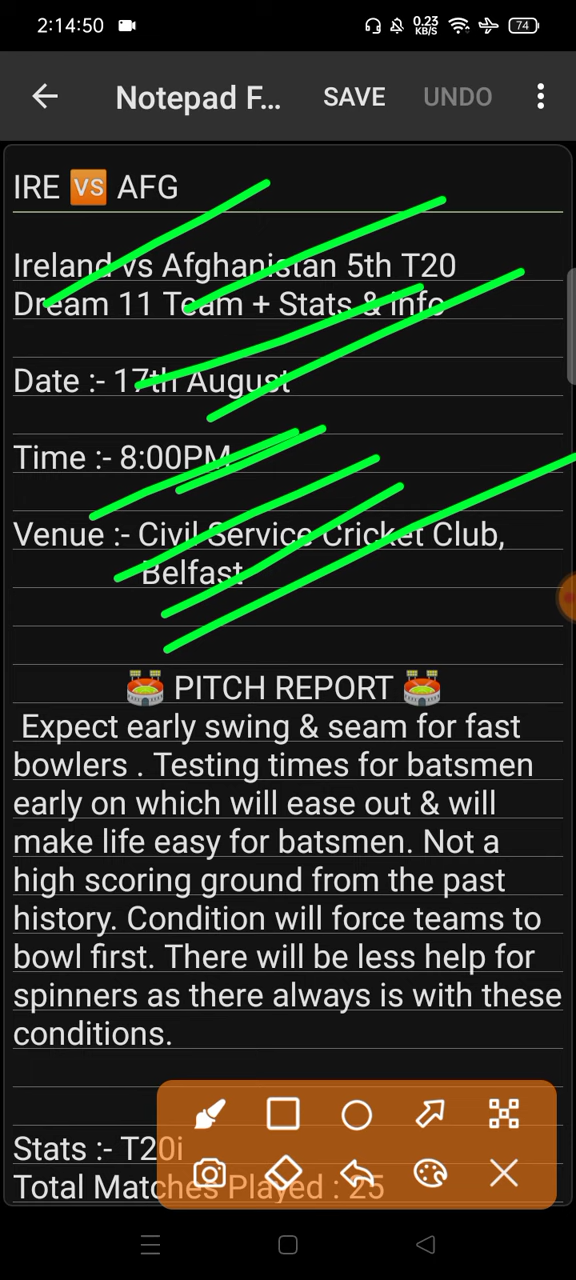 2:14:50
0.23
KB/S
74
Notepad F... SAVE UNDO
IRE VS AFG
Ireland vs Afghanistan 5th T20
Dream 11 Team + Stats & info
Date :- 17th August
Time :- 8:00PM
Venue :- Civil Service Cricket Club,
Belfast
PITCH REPORT
Expect early swing & seam for fast
bowlers . Testing times for batsmen
early on which will ease out & will
make life easy for batsmen. Not a
high scoring ground from the past
history. Condition will force teams to
bowl first. There will be less help for
spinners as there always is with these
conditions.
Stats :- T20i
Total Matches Played : 25